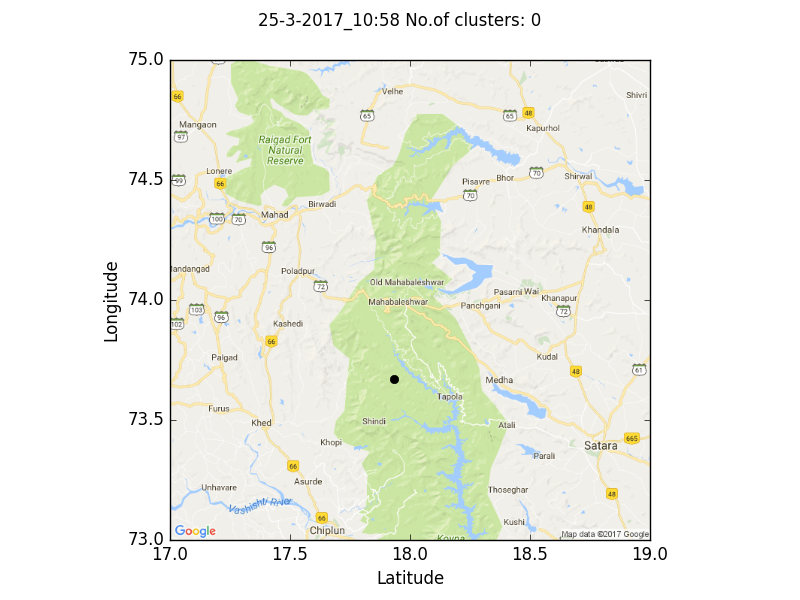 25-3-2017_10:58 No.of clusters: 0
75.0
74.5
74.0
73.5
73.0
Longitude
17.0 17.5 18.0 18.5 19.0
Latitude
Velhe
Shivri
66
65
65
48
Kapurhol
Mangaon
97
Raigad Fort
Natural
Reserve
Lonere
66
Pisavre
Bhor
70
Shirwal
70
Birwadi
48
100
70
Mahad
Khandala
96
72
Poladpur
Old Mahabaleshwar
Mahabaleshwar
Pasarni Wai
Khanapur
Panchgani
72
103
96
102
Kashedi
66
Palgad
Kudal
48
61
Medha
Tapola
Furus
Khed
Shindi
Atali
Khopi
665
Satara
Parali
66
Asurde
Unhavare
Thoseghar
48
Vashishti River
66
Chiplun
Kushi
Koyna
Google
Map data ©2017 Google